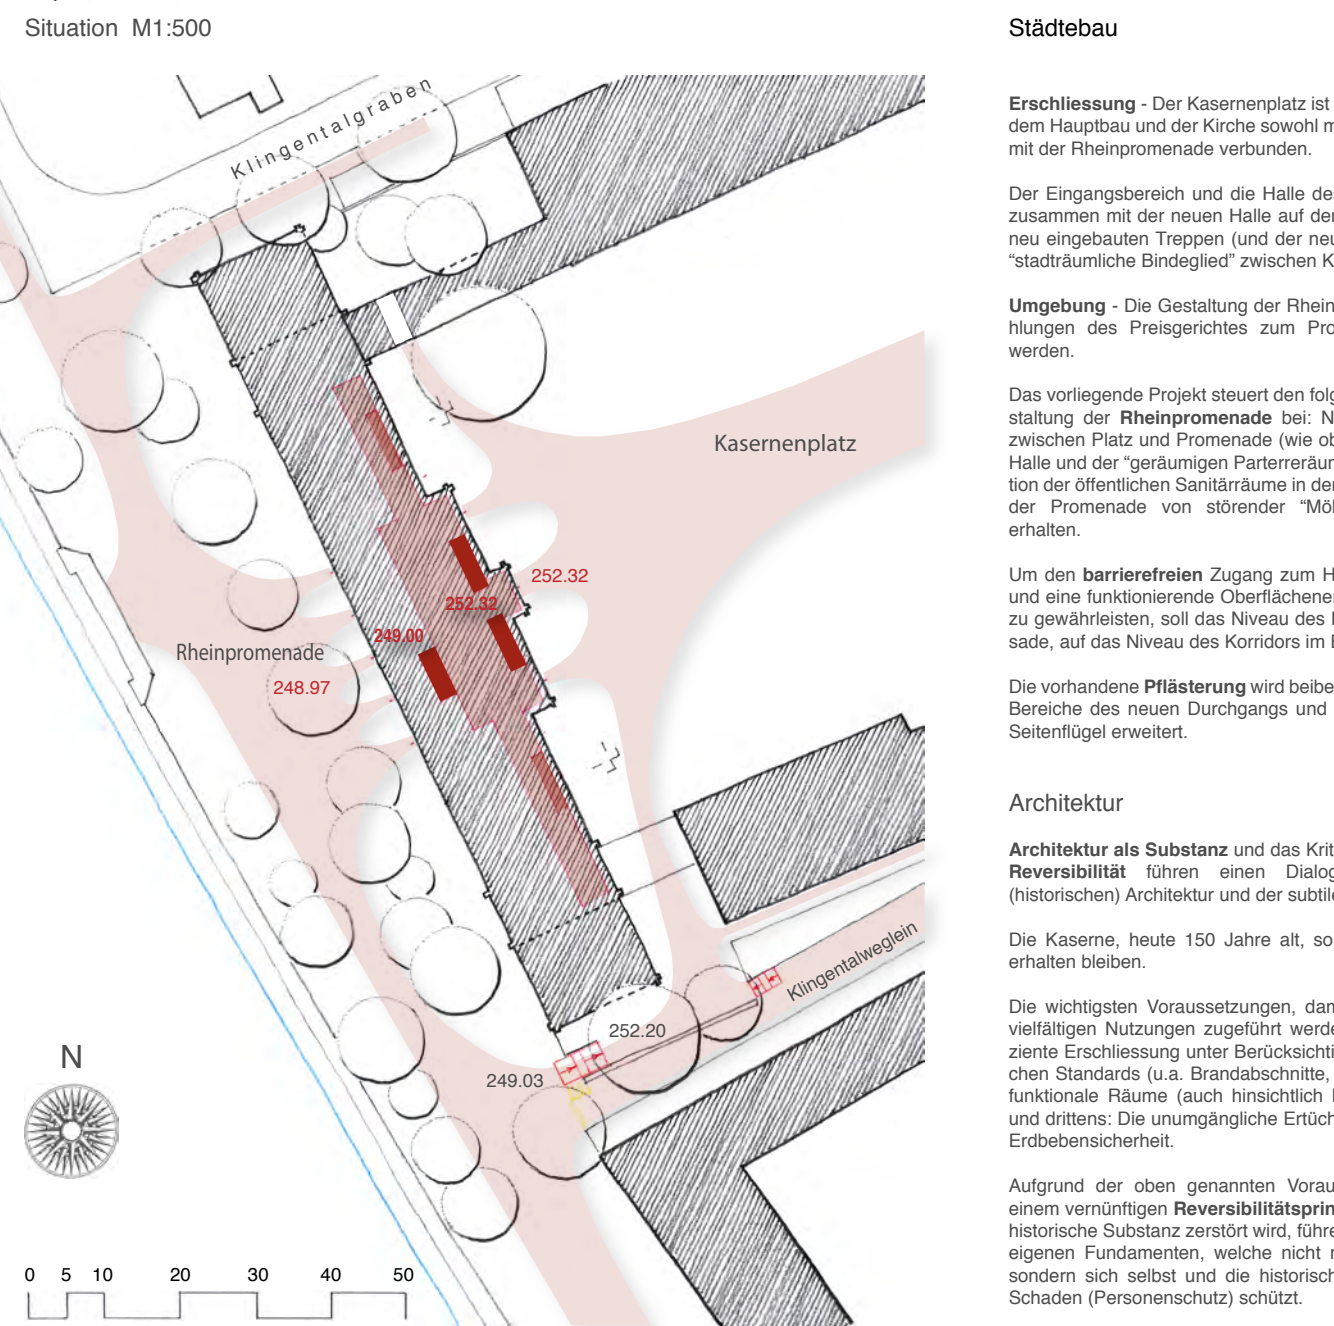 Situation M1:500
Klingentalgraben
Kasernenplatz
252.32
252.32
249.00
Rheinpromenade
248.97
Klingentalweglein
252.20
249.03
N
0 5 10 20 30 40 50
Städtebau
Erschliessung - Der Kasernenplatz ist
dem Hauptbau und der Kirche sowohl m
mit der Rheinpromenade verbunden.
Der Eingangsbereich und die Halle des
zusammen mit der neuen Halle auf der
neu eingebauten Treppen (und der neu
“stadträumliche Bindeglied” zwischen K
Umgebung - Die Gestaltung der Rhein
hlungen des Preisgerichtes zum Pro
werden.
Das vorliegende Projekt steuert den folg
staltung der Rheinpromenade bei: N
zwischen Platz und Promenade (wie ob
Halle und der “geräumigen Parterreräum
tion der öffentlichen Sanitärräume in der
der Promenade von störender “Möl
erhalten.
Um den barrierefreien Zugang zum H
und eine funktionierende Oberflächener
zu gewährleisten, soll das Niveau des
sade, auf das Niveau des Korridors im E
Die vorhandene Pflästerung wird beibe
Bereiche des neuen Durchgangs und
Seitenflügel erweitert.
Architektur
Architektur als Substanz und das Krit
Reversibilität führen einen Dialog
(historischen) Architektur und der subtile
Die Kaserne, heute 150 Jahre alt, so
erhalten bleiben.
Die wichtigsten Voraussetzungen, dam
vielfältigen Nutzungen zugeführt werde
ziente Erschliessung unter Berücksichti
chen Standards (u.a. Brandabschnitte,
funktionale Räume (auch hinsichtlich
und drittens: Die unumgängliche Ertüch
Erdbebensicherheit.
Aufgrund der oben genannten Vorau
einem vernünftigen Reversibilitätsprin
historische Substanz zerstört wird, führe
eigenen Fundamenten, welche nicht
sondern sich selbst und die historisch
Schaden (Personenschutz) schützt.